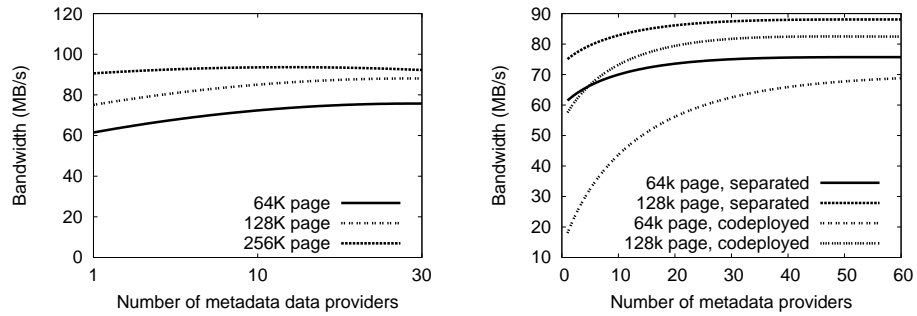 Bandwidth (MB/s)
120
100
80
60
40
20
0
64K page
128K page
256K page
1
10
30
Number of metadata data providers
Bandwidth (MB/s)
90
80
70
60
50
40
30
20
10
64k page, separated
128k page, separated
64k page, codeployed
128k page, codeployed
0
10
20
30
40
50
60
Number of metadata providers